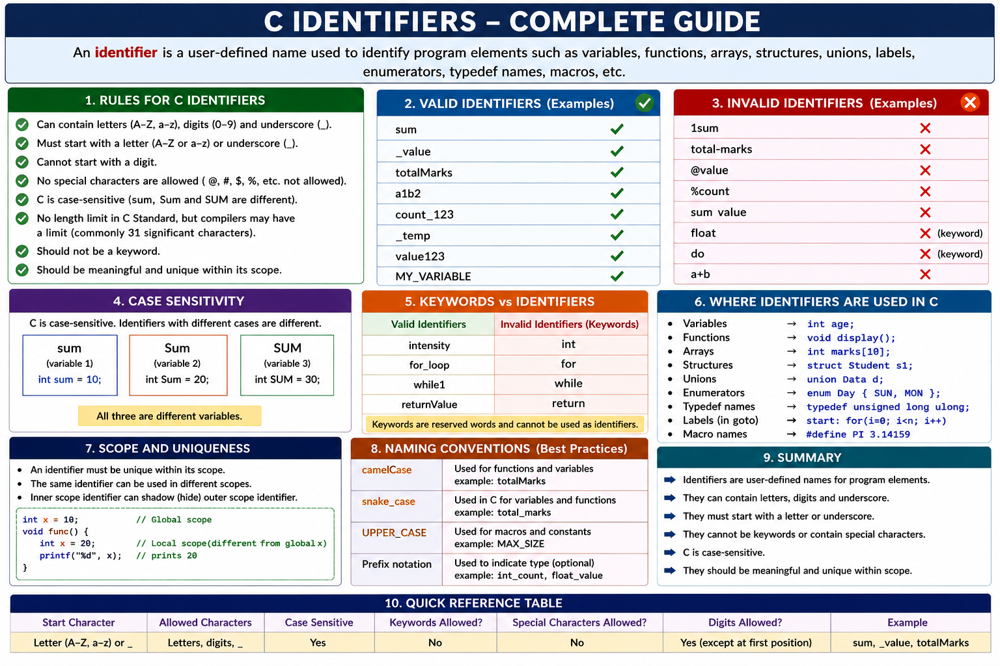 C IDENTIFIERS – COMPLETE GUIDE
An identifier is a user-defined name used to identify program elements such as variables, functions, arrays, structures, unions, labels,
enumerators, typedef names, macros, etc.
1. RULES FOR C IDENTIFIERS
Can contain letters (A–Z, a–z), digits (0–9) and underscore (_).
Must start with a letter (A–Z or a–z) or underscore (_).
Cannot start with a digit.
No special characters are allowed ( @, #, $, %, etc. not allowed).
C is case-sensitive (sum, Sum and SUM are different).
No length limit in C Standard, but compilers may have
a limit (commonly 31 significant characters).
Should not be a keyword.
Should be meaningful and unique within its scope.
2. VALID IDENTIFIERS (Examples)
sum
_value
totalMarks
a1b2
count_123
_temp
value123
MY_VARIABLE
3. INVALID IDENTIFIERS (Examples)
1sum
total-marks
@value
%count
sum value
float (keyword)
do (keyword)
a+b
4. CASE SENSITIVITY
C is case-sensitive. Identifiers with different cases are different.
sum
(variable 1)
int sum = 10;
Sum
(variable 2)
int Sum = 20;
SUM
(variable 3)
int SUM = 30;
All three are different variables.
5. KEYWORDS vs IDENTIFIERS
Valid Identifiers Invalid Identifiers (Keywords)
intensity int
for_loop for
while1 while
returnValue return
Keywords are reserved words and cannot be used as identifiers.
6. WHERE IDENTIFIERS ARE USED IN C
• Variables → int age;
• Functions → void display();
• Arrays → int marks[10];
• Structures → struct Student s1;
• Unions → union Data d;
• Enumerators → enum Day { SUN, MON };
• Typedef names → typedef unsigned long ulong;
• Labels (in goto) → start: for(i=0; i<n; i++)
• Macro names → #define PI 3.14159
7. SCOPE AND UNIQUENESS
• An identifier must be unique within its scope.
• The same identifier can be used in different scopes.
• Inner scope identifier can shadow (hide) outer scope identifier.
int x = 10; // Global scope
void func() {
int x = 20; // Local scope(different from global x)
printf("%d", x); // prints 20
}
8. NAMING CONVENTIONS (Best Practices)
camelCase Used for functions and variables
example: totalMarks
snake_case Used in C for variables and functions
example: total_marks
UPPER_CASE Used for macros and constants
example: MAX_SIZE
Prefix notation Used to indicate type (optional)
example: int_count, float_value
9. SUMMARY
Identifiers are user-defined names for program elements.
They can contain letters, digits and underscore.
They must start with a letter or underscore.
They cannot be keywords or contain special characters.
C is case-sensitive.
They should be meaningful and unique within scope.
10. QUICK REFERENCE TABLE
Start Character Allowed Characters Case Sensitive Keywords Allowed? Special Characters Allowed? Digits Allowed? Example
Letter (A–Z, a–z) or _ Letters, digits, _ Yes No No Yes (except at first position) sum, _value, totalMarks